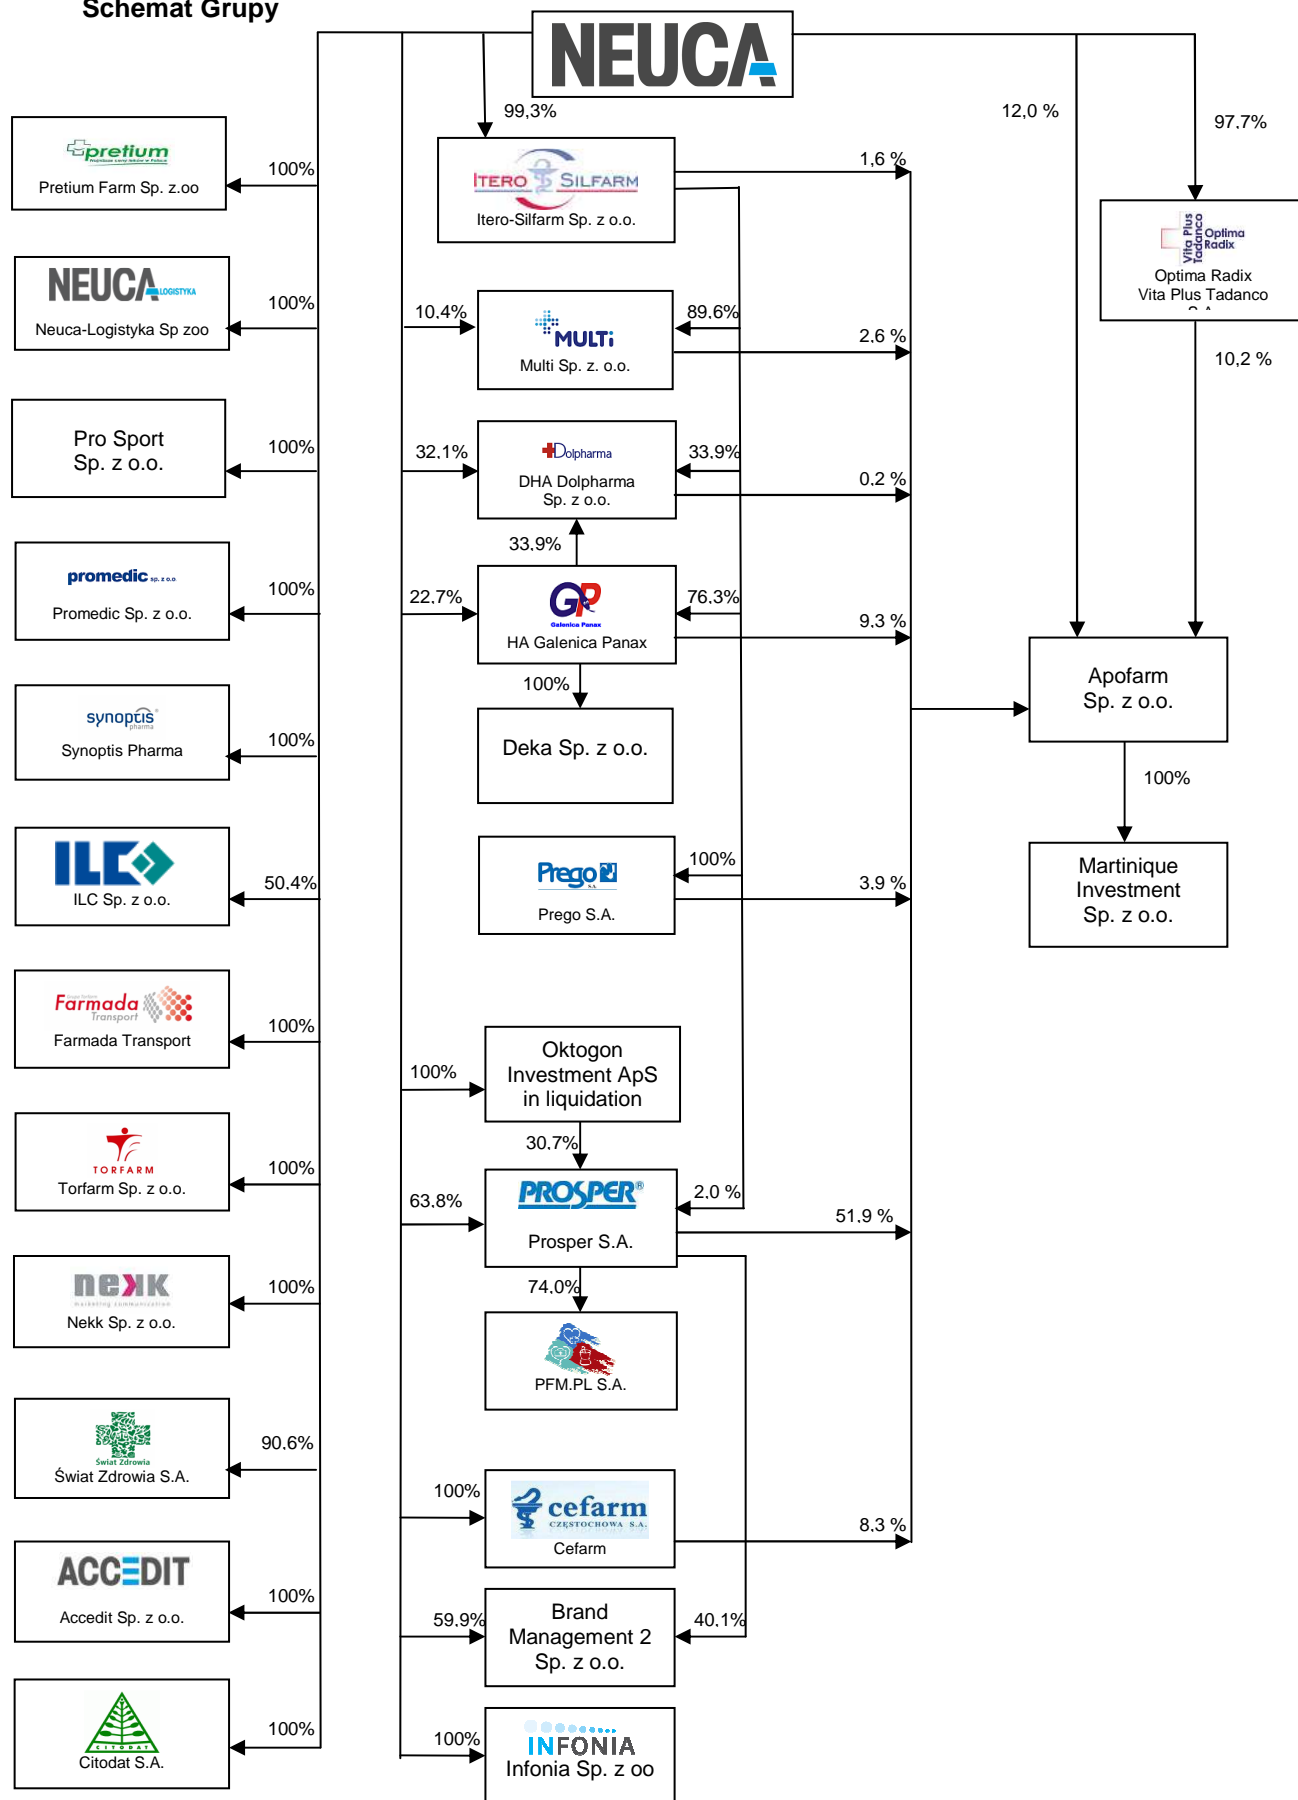 Schemat Grupy
NEUCA
99,3%
12,0 %
97,7%
pretium
Pretium Farm Sp. z.oo
100%
ITERO SILFARM
Itero-Silfarm Sp. z o.o.
1,6 %
Vita Plus
Tadanco
Optima
Radix
Optima Radix
Vita Plus Tadanco
S.A.
10,2 %
NEUCA LOGISTYKA
Neuca-Logistyka Sp zoo
100%
10,4%
MULTi
Multi Sp. z. o.o.
89,6%
2,6 %
Pro Sport
Sp. z o.o.
100%
32,1%
Dolpharma
DHA Dolpharma
Sp. z o.o.
33,9%
0,2 %
33,9%
promedic sp. z o.o.
Promedic Sp. z o.o.
100%
22,7%
GP
Galenica Panax
HA Galenica Panax
76,3%
9,3 %
100%
Apofarm
Sp. z o.o.
100%
synoptis
pharma
Synoptis Pharma
100%
Deka Sp. z o.o.
ILC
ILC Sp. z o.o.
50,4%
Prego S.A.
Prego S.A.
100%
3,9 %
Martinique
Investment
Sp. z o.o.
Farmada
Transport
Farmada Transport
100%
100%
Oktogon
Investment ApS
in liquidation
30,7%
TORFARM
Torfarm Sp. z o.o.
100%
63,8%
PROSPER®
Prosper S.A.
2,0 %
51,9 %
74,0%
nekk
marketing communication
Nekk Sp. z o.o.
100%
PFM.PL S.A.
Świat Zdrowia
Świat Zdrowia S.A.
90,6%
100%
cefarm
CZĘSTOCHOWA S.A.
Cefarm
8,3 %
ACCEDIT
Accedit Sp. z o.o.
100%
59,9%
Brand
Management 2
Sp. z o.o.
40,1%
CITODAT
Citodat S.A.
100%
100%
INFONIA
Infonia Sp. z oo